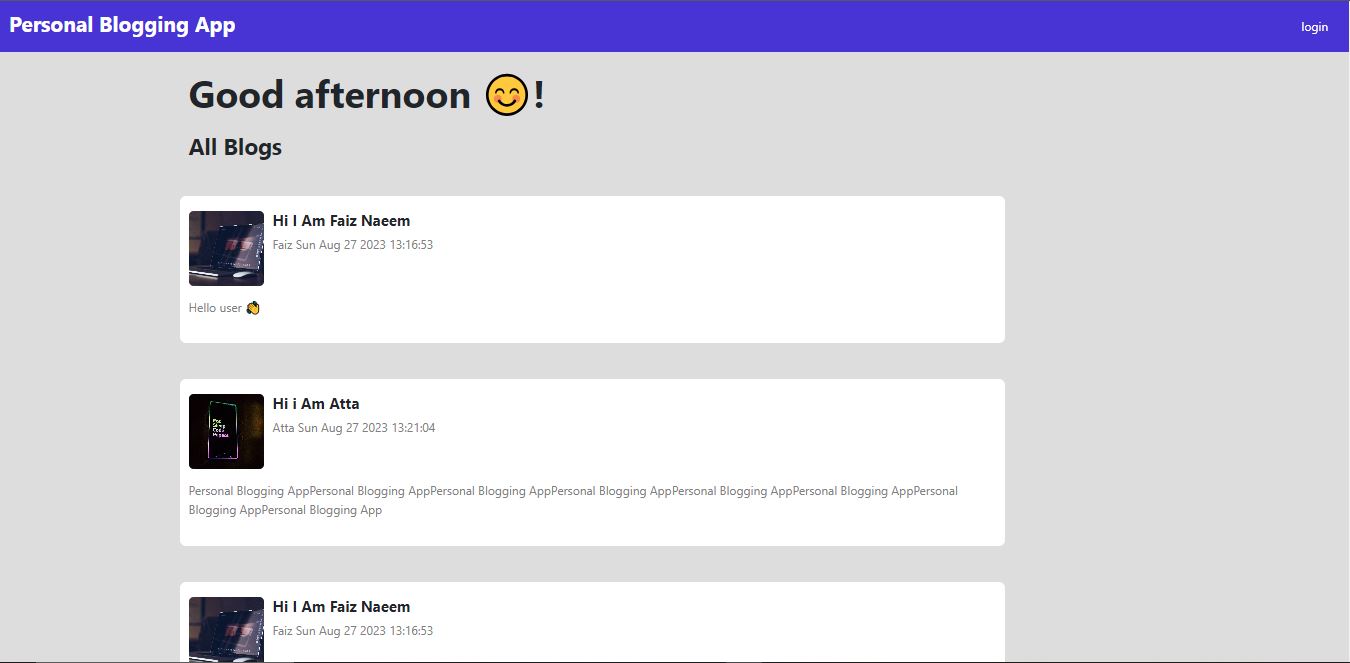 Personal Blogging App
login
Good afternoon 😊!
All Blogs
Hi I Am Faiz Naeem
Faiz Sun Aug 27 2023 13:16:53
Hello user 👏
Hi i Am Atta
Atta Sun Aug 27 2023 13:21:04
Personal Blogging AppPersonal Blogging AppPersonal Blogging AppPersonal Blogging AppPersonal Blogging AppPersonal Blogging AppPersonal
Blogging AppPersonal Blogging App
Hi I Am Faiz Naeem
Faiz Sun Aug 27 2023 13:16:53